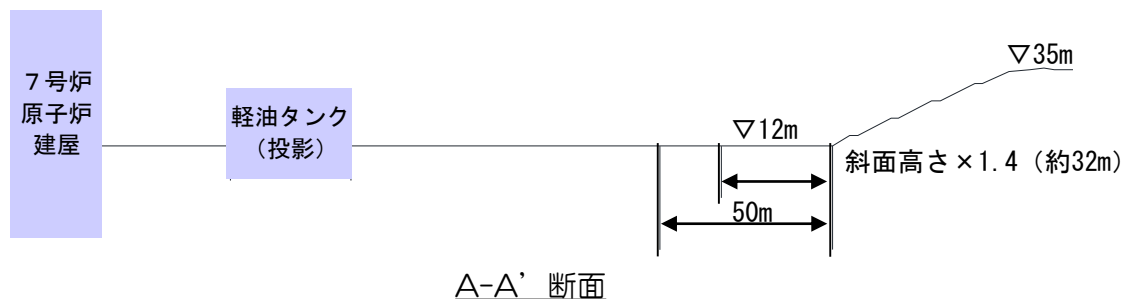 ７号炉
原子炉
建屋
軽油タンク
（投影）
▽35m
▽12m
斜面高さ×1.4（約32m）
50m
A-A’断面